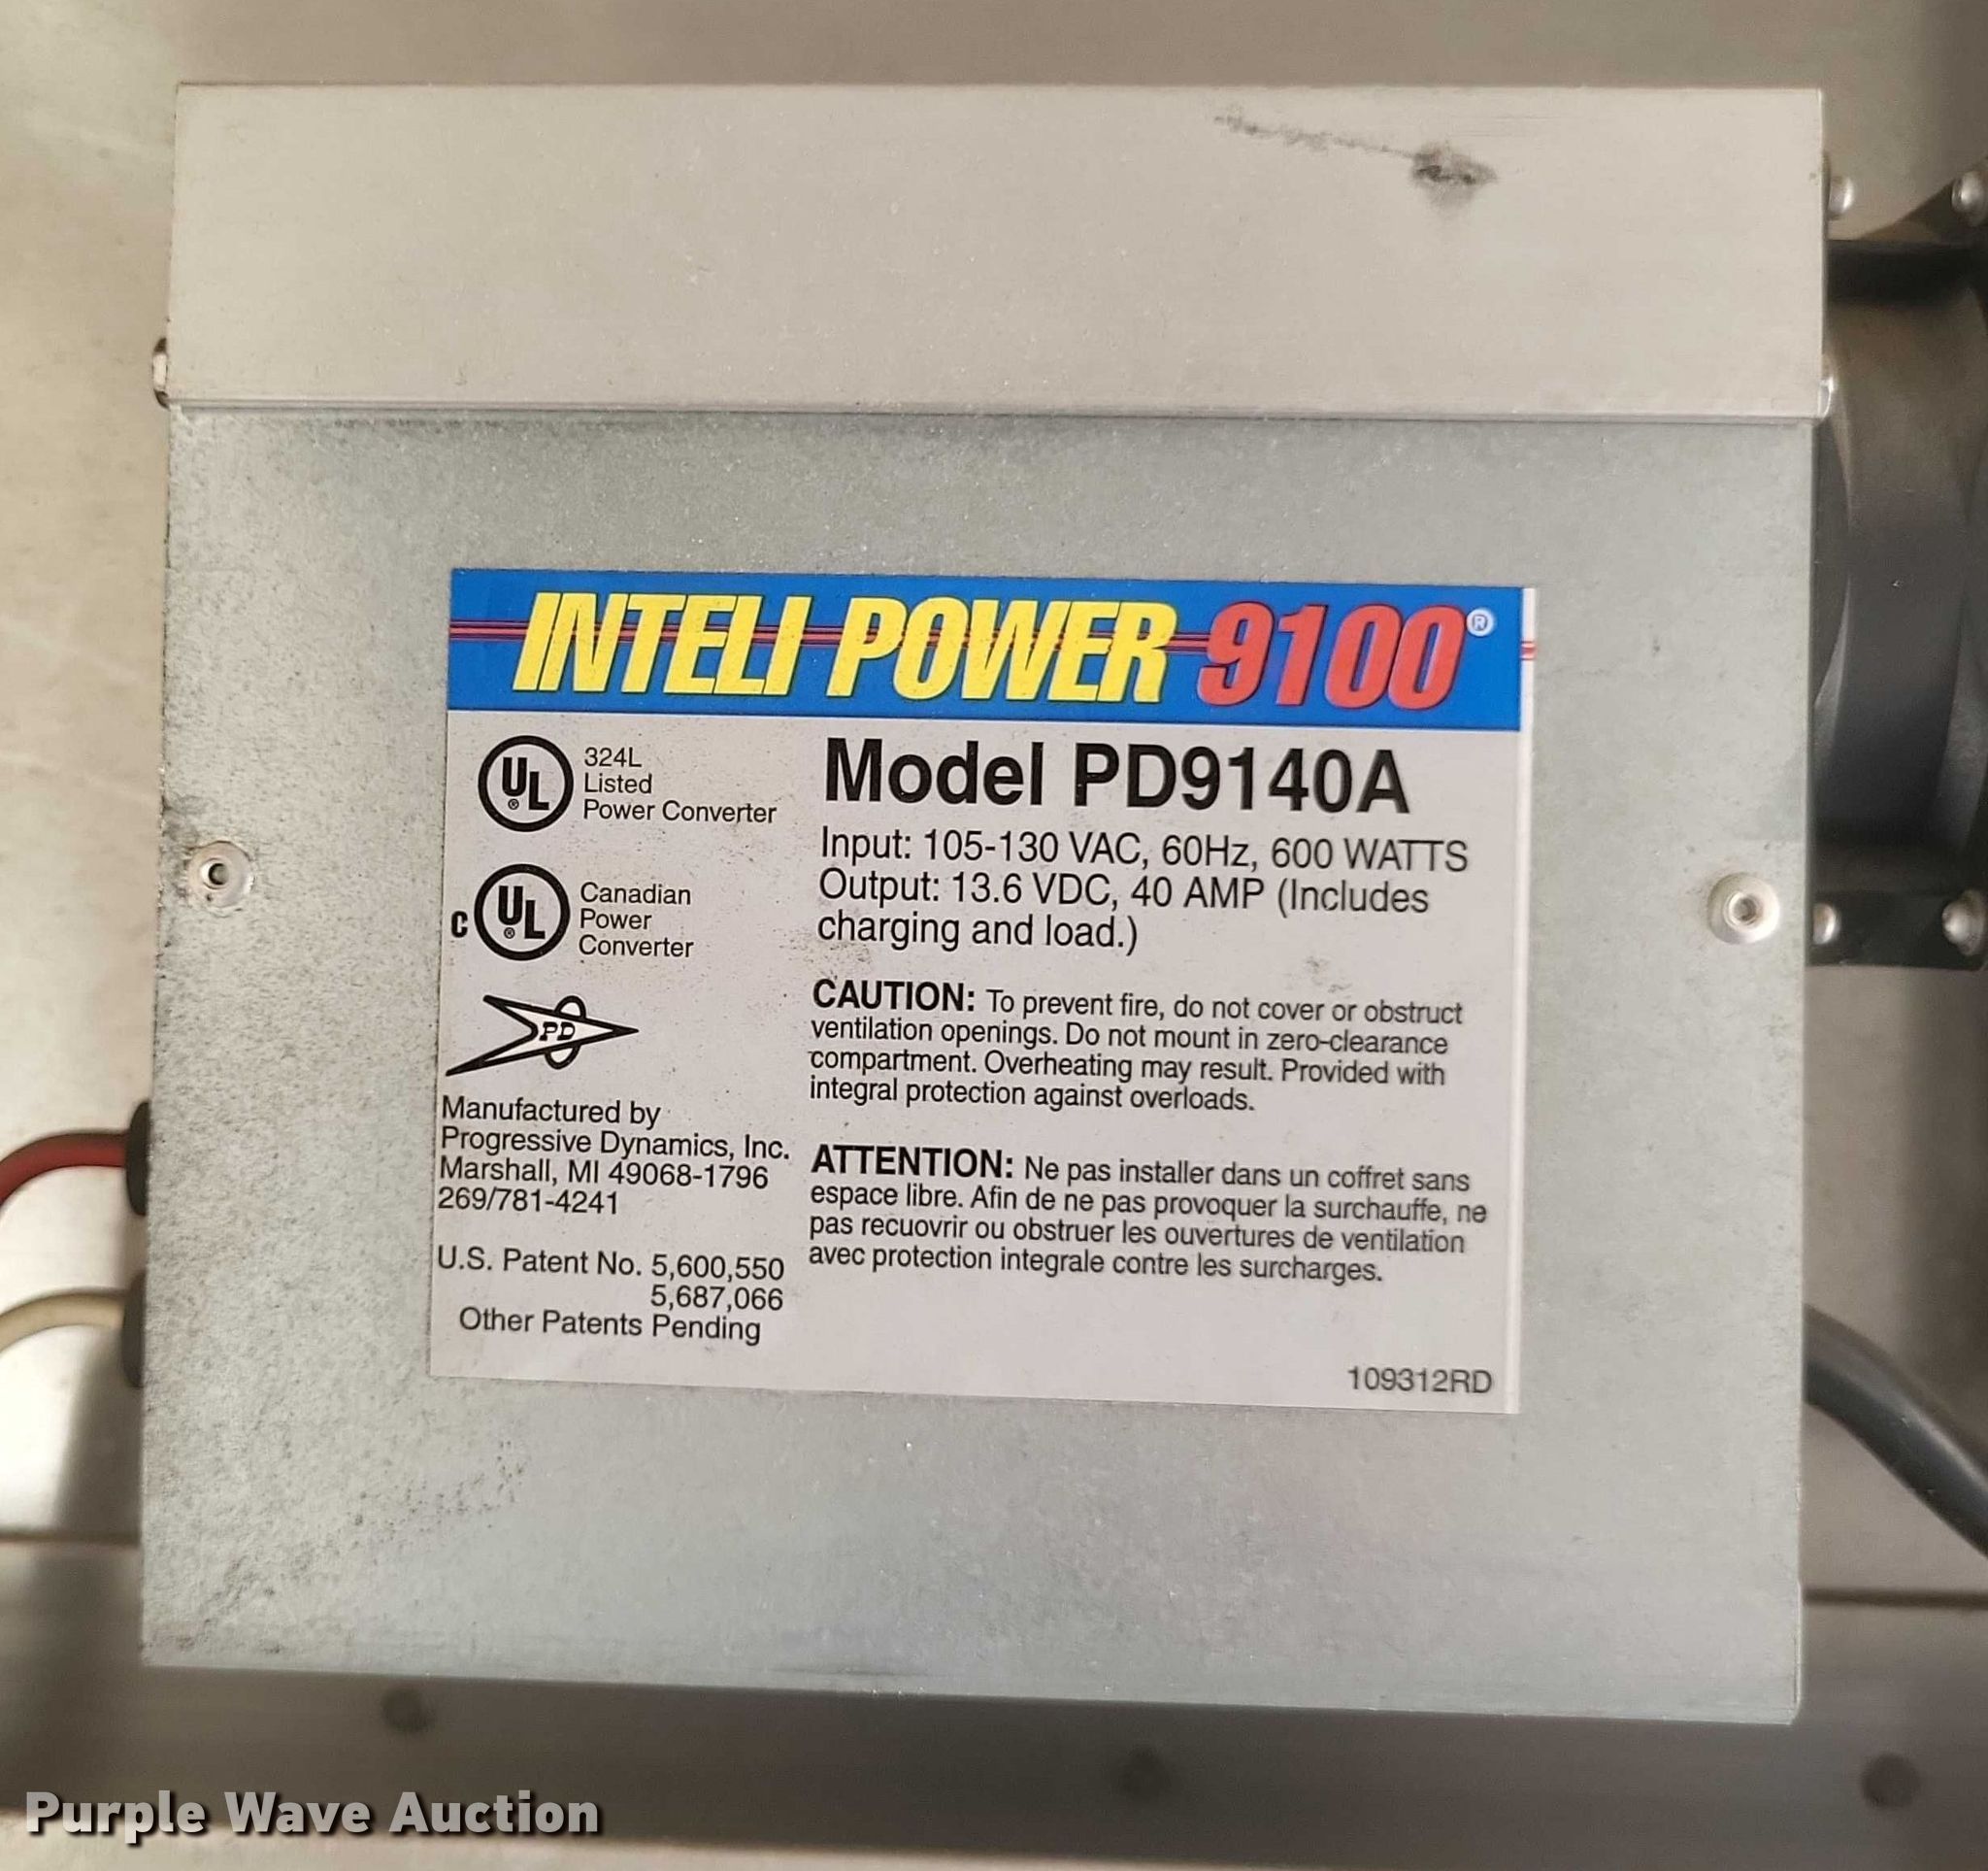 INTELI POWER 9100®
UL®
324L
Listed
Power Converter
C UL®
Canadian
Power
Converter
PD
Manufactured by
Progressive Dynamics, Inc.
Marshall, MI 49068-1796
269/781-4241
U.S. Patent No. 5,600,550
5,687,066
Other Patents Pending
Model PD9140A
Input: 105-130 VAC, 60Hz, 600 WATTS
Output: 13.6 VDC, 40 AMP (Includes
charging and load.)
CAUTION: To prevent fire, do not cover or obstruct
ventilation openings. Do not mount in zero-clearance
compartment. Overheating may result. Provided with
integral protection against overloads.
ATTENTION: Ne pas installer dans un coffret sans
espace libre. Afin de ne pas provoquer la surchauffe, ne
pas recuovrir ou obstruer les ouvertures de ventilation
avec protection integrale contre les surcharges.
109312RD
Purple Wave Auction